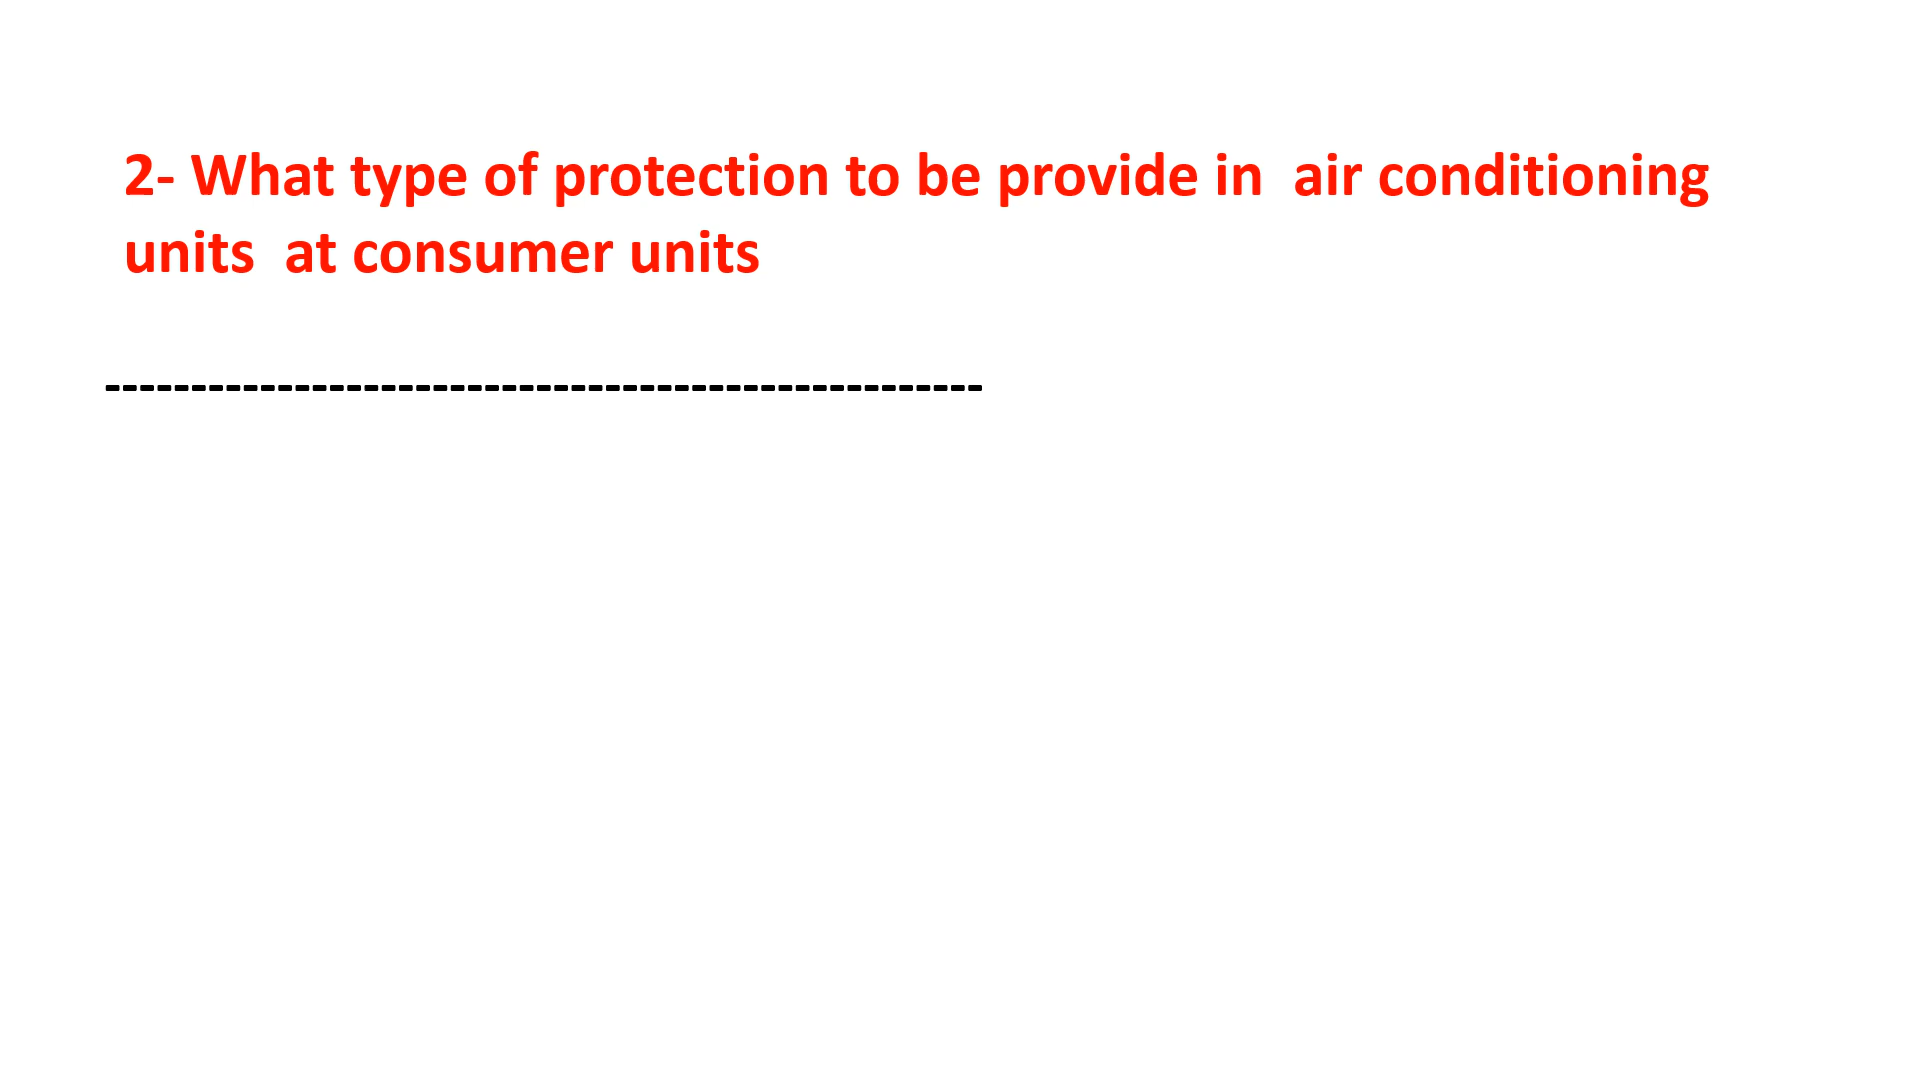 2- What type of protection to be provide in  air conditioning
units  at consumer units
---------------------------------------------------